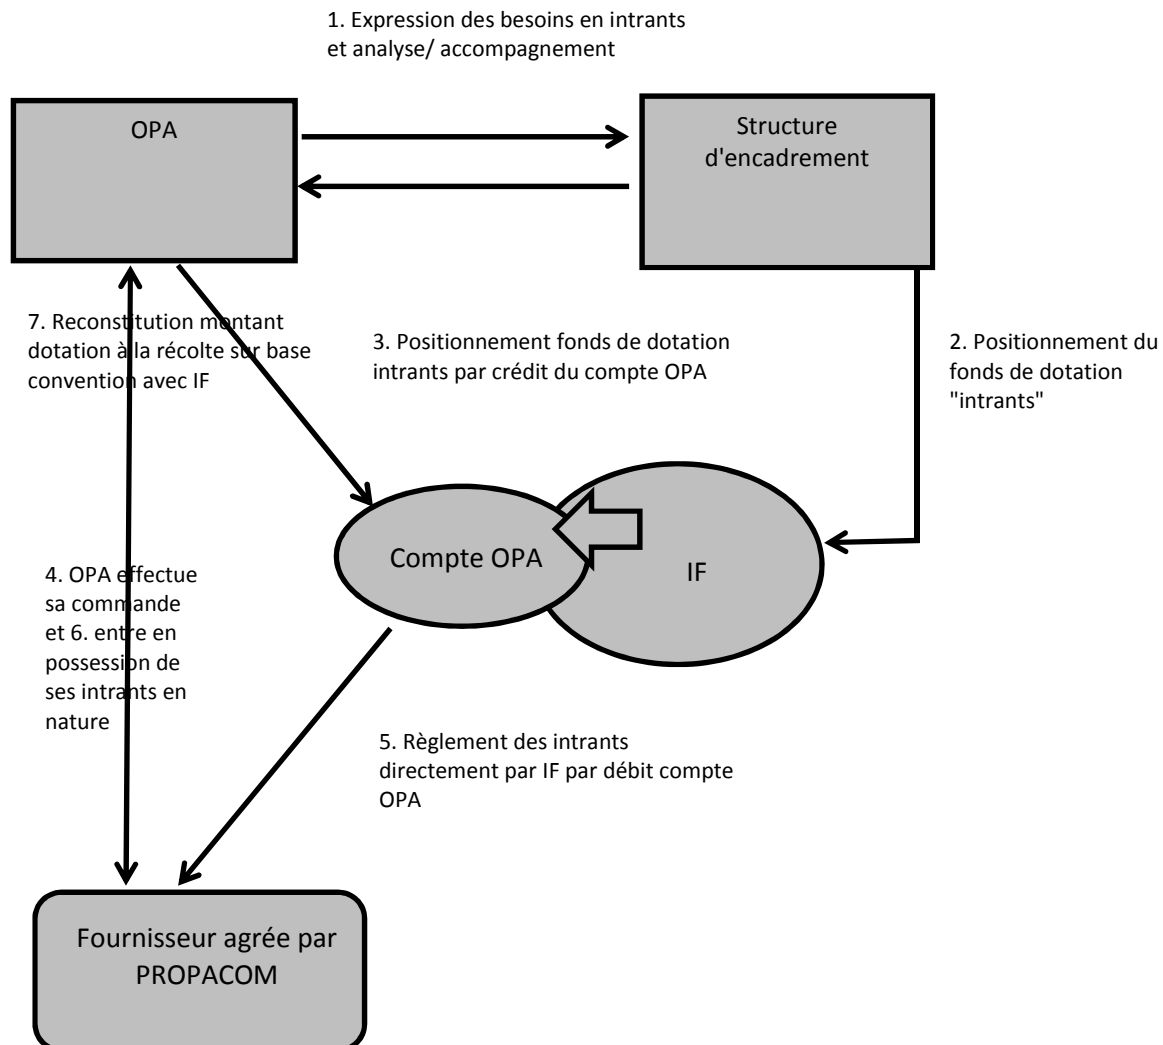 1. Expression des besoins en intrants
et analyse/ accompagnement
OPA
Structure
d'encadrement
7. Reconstitution montant
dotation à la récolte sur base
convention avec IF
3. Positionnement fonds de dotation
intrants par crédit du compte OPA
2. Positionnement du
fonds de dotation
"intrants"
Compte OPA
IF
4. OPA effectue
sa commande
et 6. entre en
possession de
ses intrants en
nature
5. Règlement des intrants
directement par IF par débit compte
OPA
Fournisseur agrée par
PROPACOM